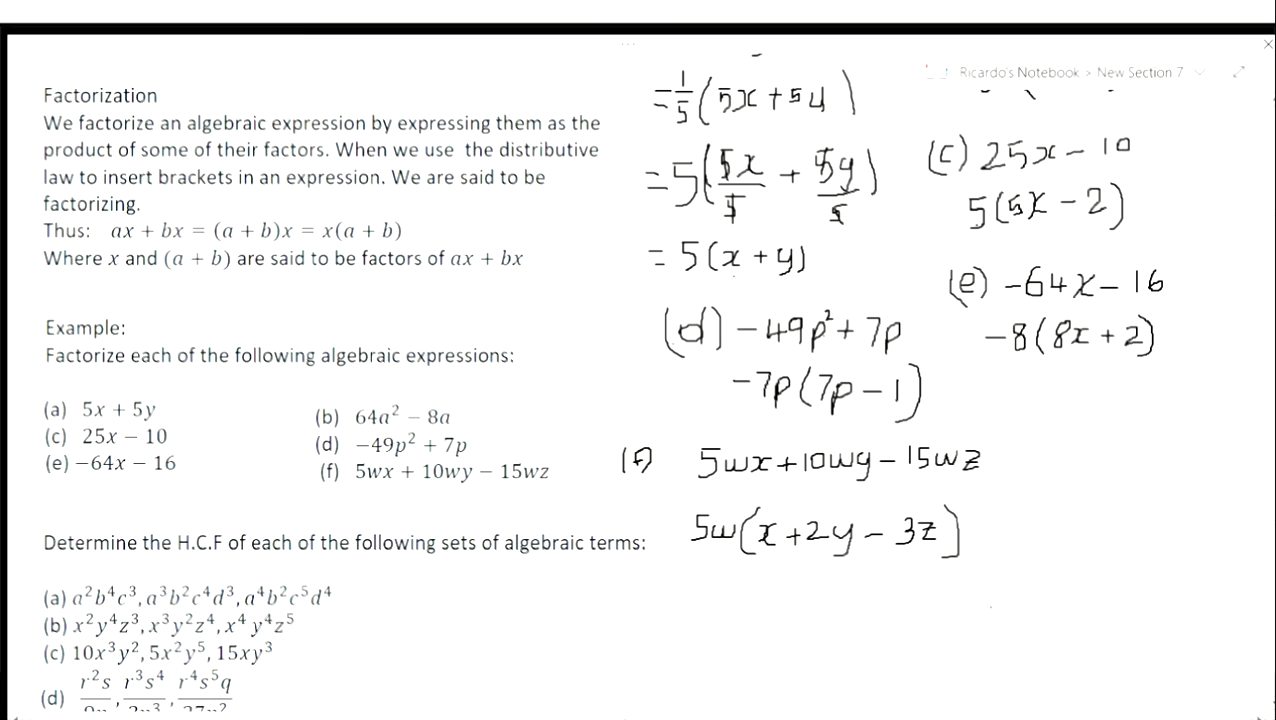 Ricardo's Notebook > New Section 7
Factorization
We factorize an algebraic expression by expressing them as the
product of some of their factors. When we use the distributive
law to insert brackets in an expression. We are said to be
factorizing.
Thus: ax + bx = (a + b)x = x(a + b)
Where x and (a + b) are said to be factors of ax + bx
Example:
Factorize each of the following algebraic expressions:
(a) 5x + 5y
(b) 64a² − 8a
(c) 25x − 10
(d) −49p² + 7p
(e) −64x − 16
(f) 5wx + 10wy − 15wz
Determine the H.C.F of each of the following sets of algebraic terms:
(a) a²b⁴c³, a³b²c⁴d³, a⁴b²c⁵d⁴
(b) x²y⁴z³, x³y²z⁴, x⁴ y⁴z⁵
(c) 10x³y², 5x²y⁵, 15xy³
(d) r²s r³s⁴ r⁴s⁵q
= 1/5 (5x + 5y)
= 5(5x/5 + 5y/5)
= 5(x + y)
(c) 25x − 10
5(5x − 2)
(d) −49p² + 7p
−7p(7p − 1)
(e) −64x − 16
−8(8x + 2)
(f) 5wx + 10wy − 15wz
5w(x + 2y − 3z)